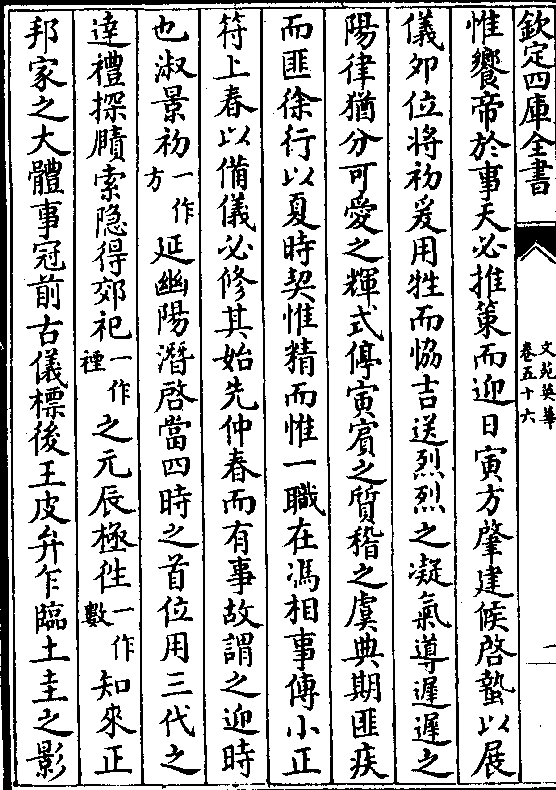 欽定四庫全書
文苑英華
卷五十六
一
惟饗帝於事天必推策而迎日寅方肇建候啓蟄以展
儀夘位将初爰用牲而恊吉送烈烈之凝氣導遲遲之
陽律猶分可愛之輝式停寅賔之質稽之虞典期匪疾
而匪徐行以夏時契惟精而惟一職在馮相事傳小正
符上春以備儀必修其始先仲春而有事故謂之迎時
也淑景初一作方延幽陽潛啓當四時之首位用三代之
達禮探賾索隐得郊祀一作禋之元辰極徃一作數知來正
邦家之大體事冠前古儀標後王皮弁乍臨土圭之影